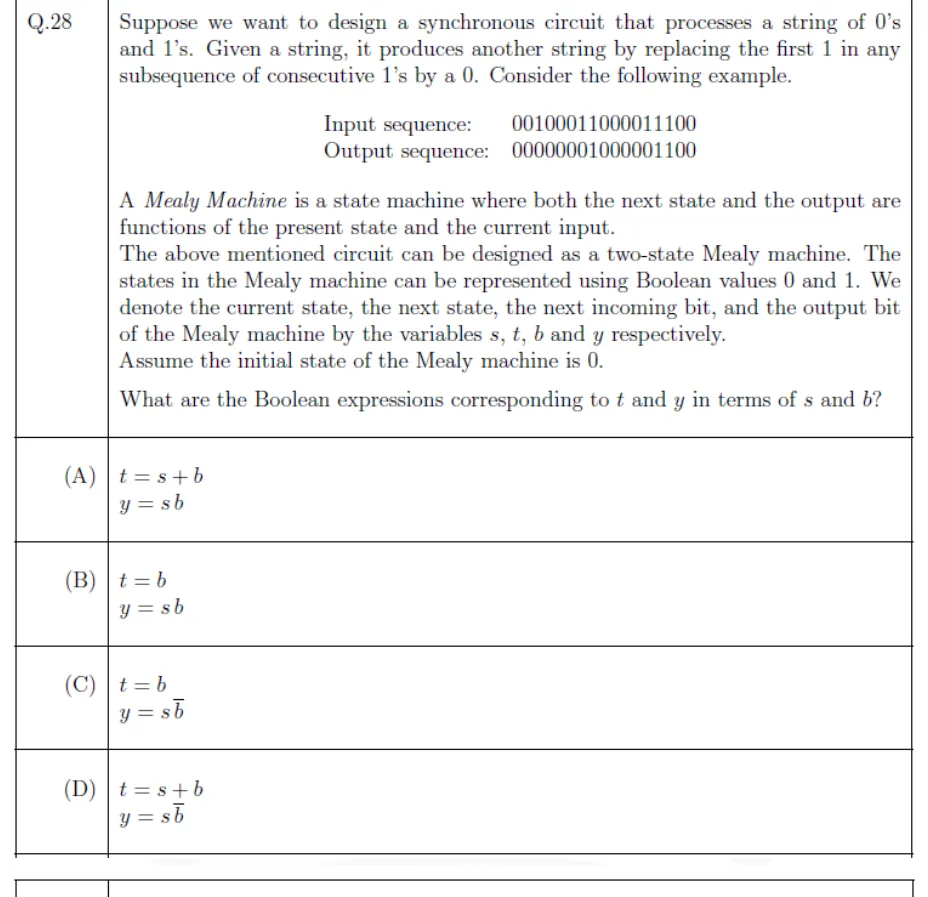 Q.28 Suppose we want to design a synchronous circuit that processes a string of 0's
and 1's. Given a string, it produces another string by replacing the first 1 in any
subsequence of consecutive 1's by a 0. Consider the following example.
Input sequence: 00100011000011100
Output sequence: 00000001000001100
A Mealy Machine is a state machine where both the next state and the output are
functions of the present state and the current input.
The above mentioned circuit can be designed as a two-state Mealy machine. The
states in the Mealy machine can be represented using Boolean values 0 and 1. We
denote the current state, the next state, the next incoming bit, and the output bit
of the Mealy machine by the variables s, t, b and y respectively.
Assume the initial state of the Mealy machine is 0.
What are the Boolean expressions corresponding to t and y in terms of s and b?
(A) t = s + b
y = s b
(B) t = b
y = s b
(C) t = b
y = s b̅
(D) t = s + b
y = s b̅